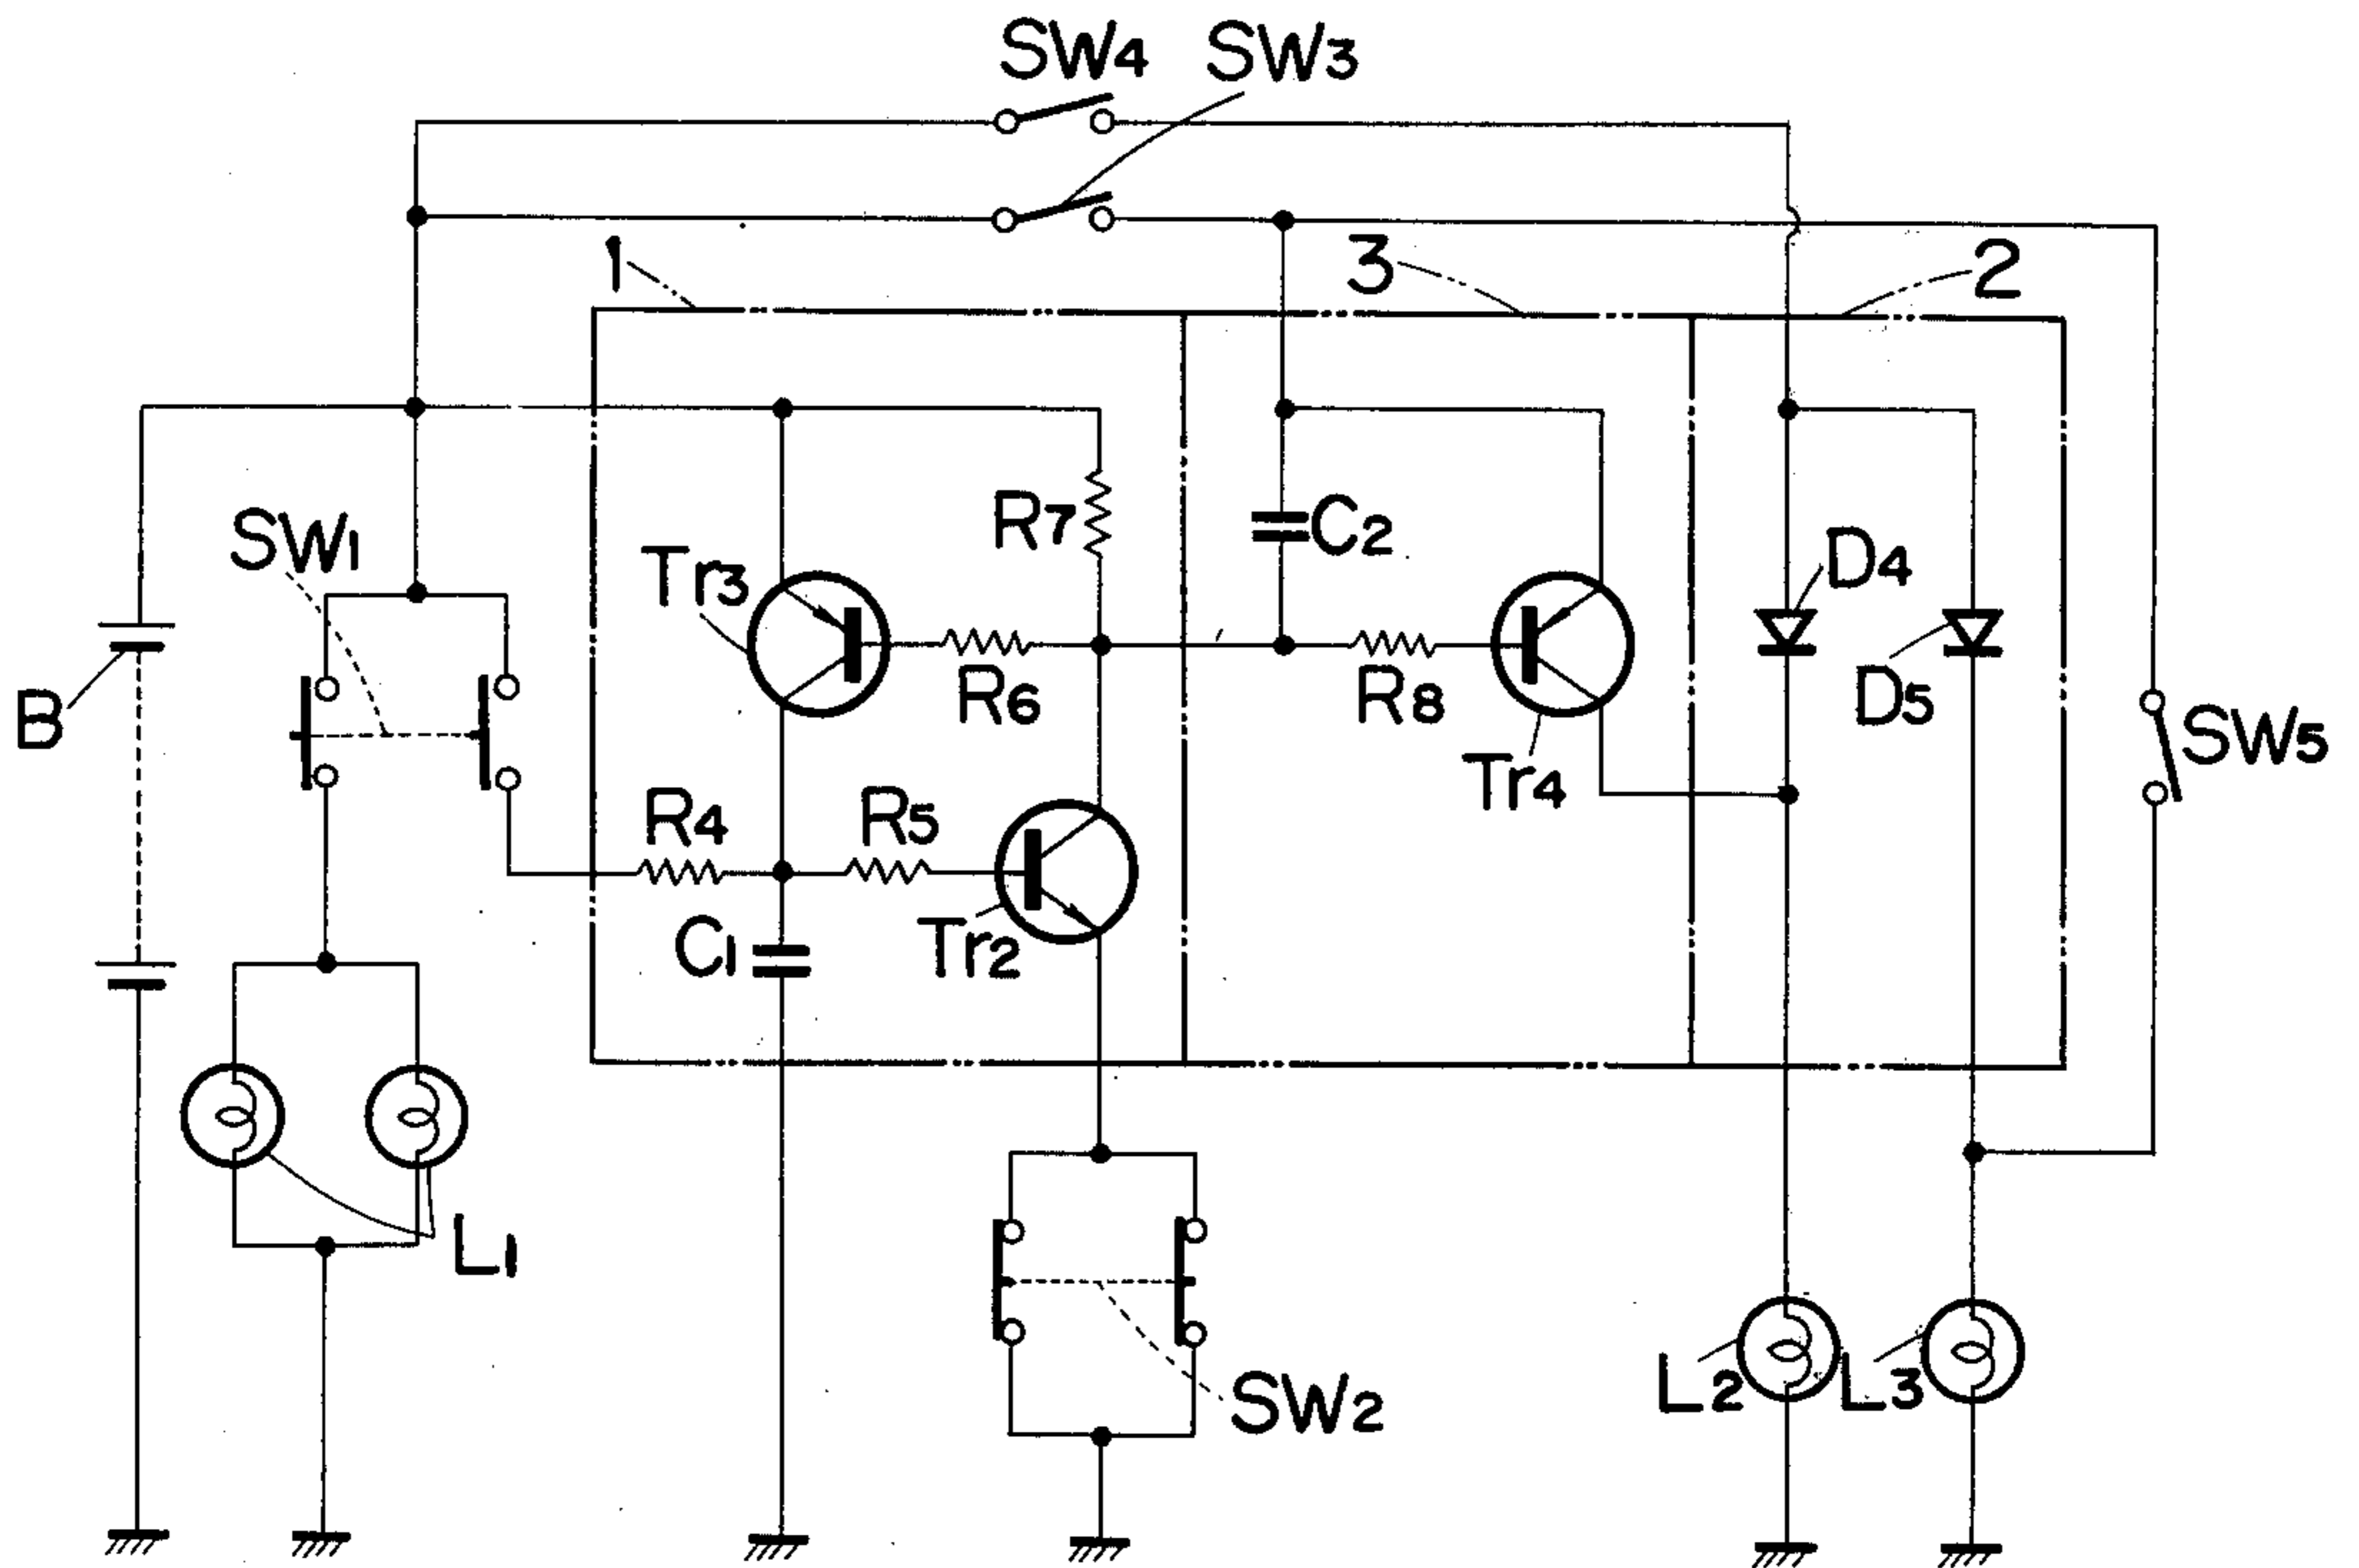 SW4 SW3
1 3 2
SW1 Tr3 R7 C2 D4
B R6 R8 D5 SW5
Tr4
R4 R5
C1 Tr2
L1
SW2 L2 L3